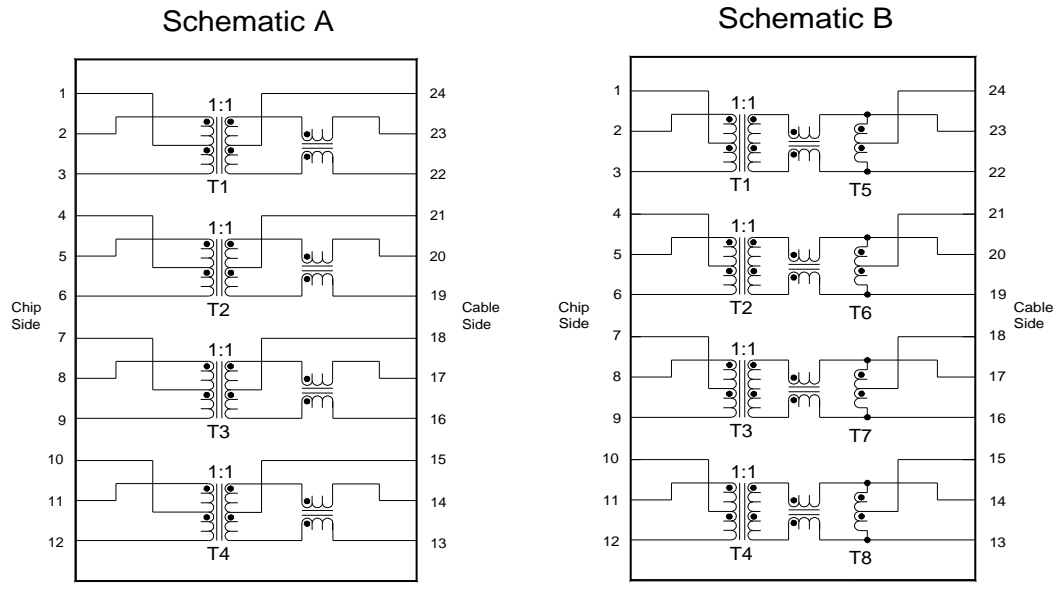 Schematic A
1
1:1
24
2
23
3
22
T1
4
1:1
21
5
20
6
19
T2
Chip
Side
Cable
Side
7
1:1
18
8
17
9
16
T3
10
1:1
15
11
14
12
13
T4
Schematic B
1
1:1
24
2
23
3
22
T1
T5
4
1:1
21
5
20
6
19
T2
T6
Chip
Side
Cable
Side
7
1:1
18
8
17
9
16
T3
T7
10
1:1
15
11
14
12
13
T4
T8